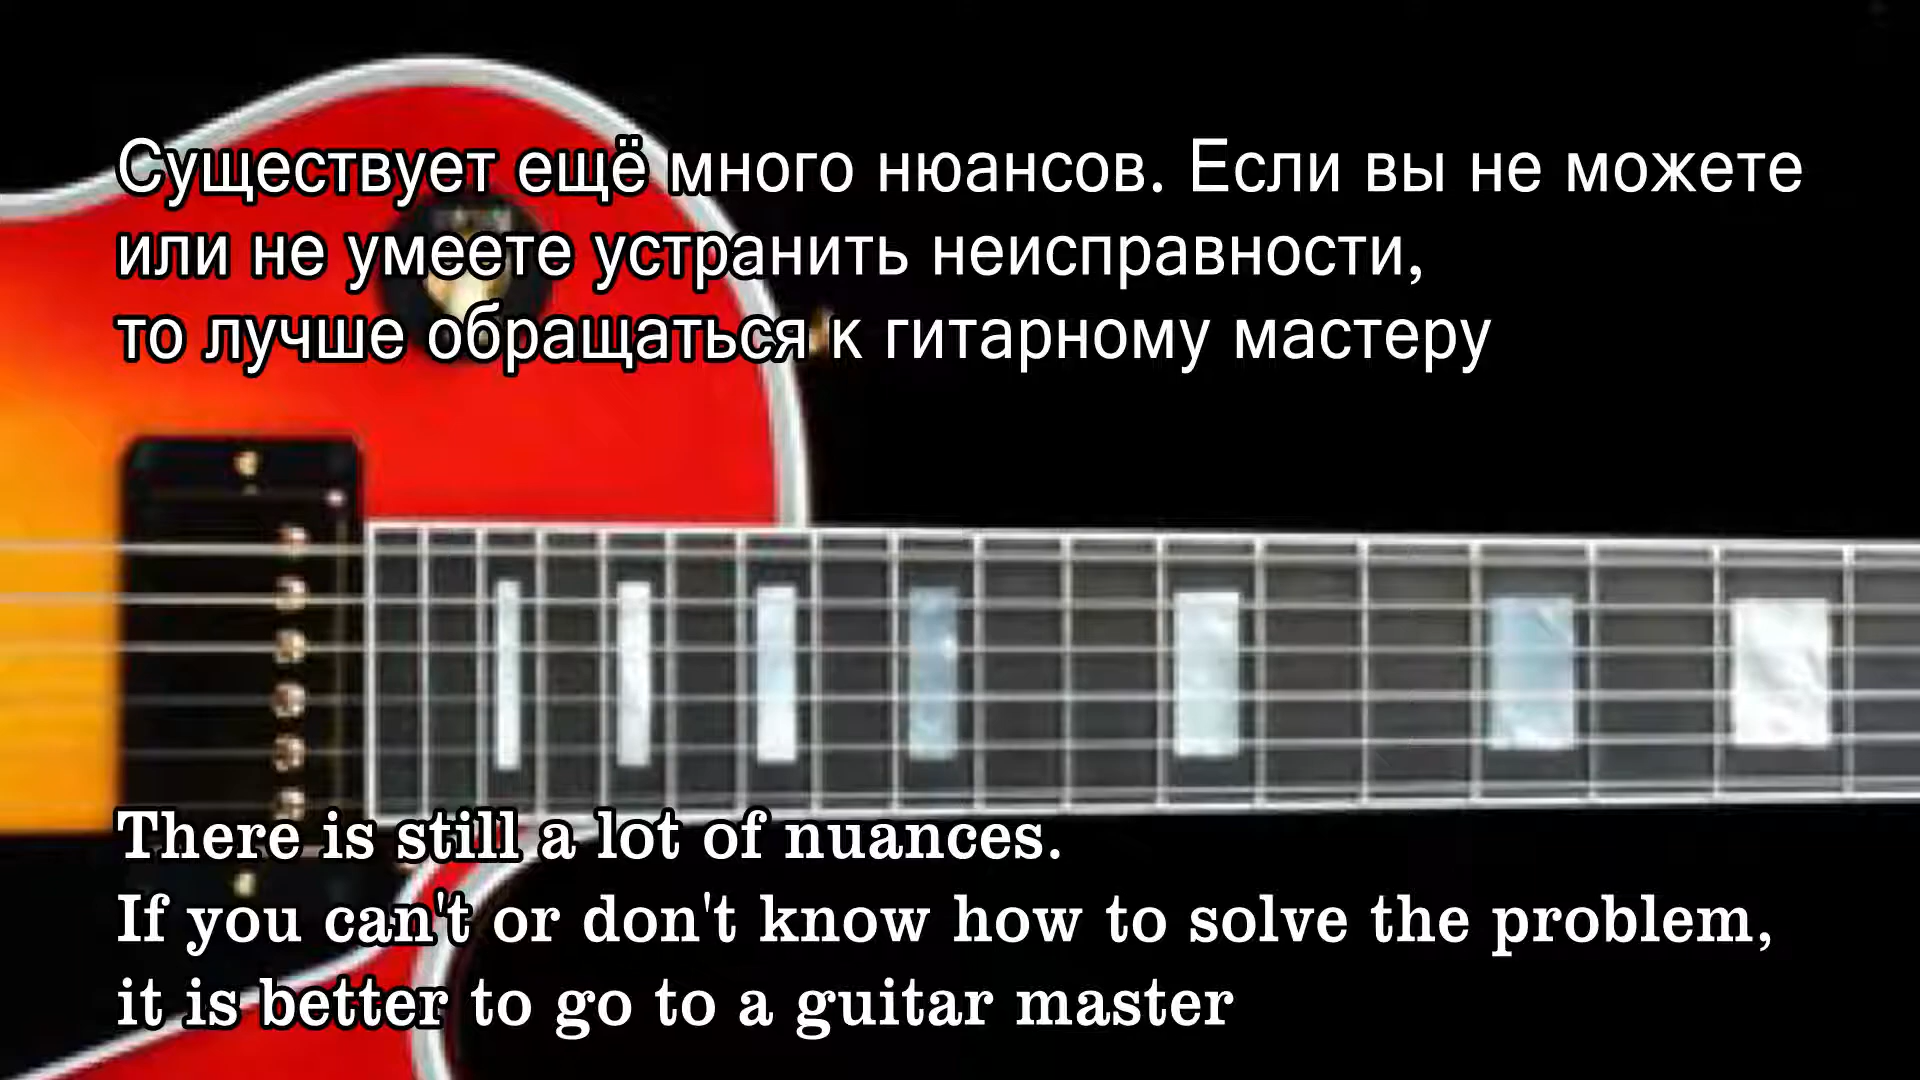 Существует ещё много нюансов. Если вы не можете
или не умеете устранить неисправности,
то лучше обращаться к гитарному мастеру
There is still a lot of nuances.
If you can't or don't know how to solve the problem,
it is better to go to a guitar master